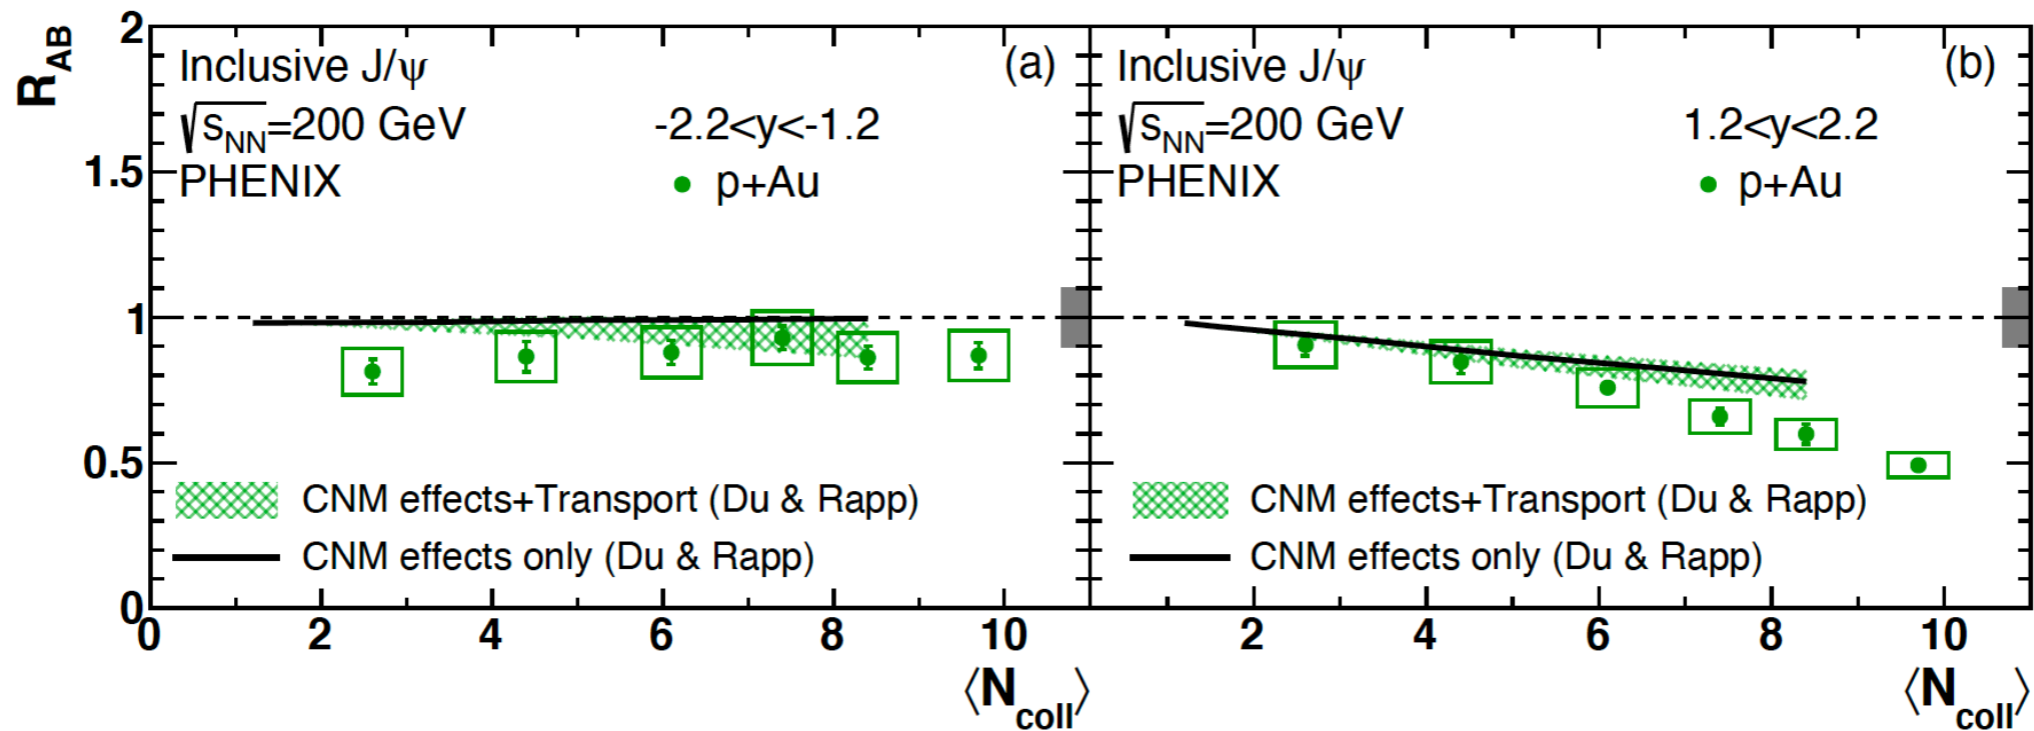 R_AB
2
1.5
1
0.5
0
Inclusive J/ψ
(a)
√s_NN=200 GeV
-2.2<y<-1.2
PHENIX
p+Au
CNM effects+Transport (Du & Rapp)
CNM effects only (Du & Rapp)
0 2 4 6 8 10
⟨N_coll⟩
Inclusive J/ψ
(b)
√s_NN=200 GeV
1.2<y<2.2
PHENIX
p+Au
CNM effects+Transport (Du & Rapp)
CNM effects only (Du & Rapp)
2 4 6 8 10
⟨N_coll⟩